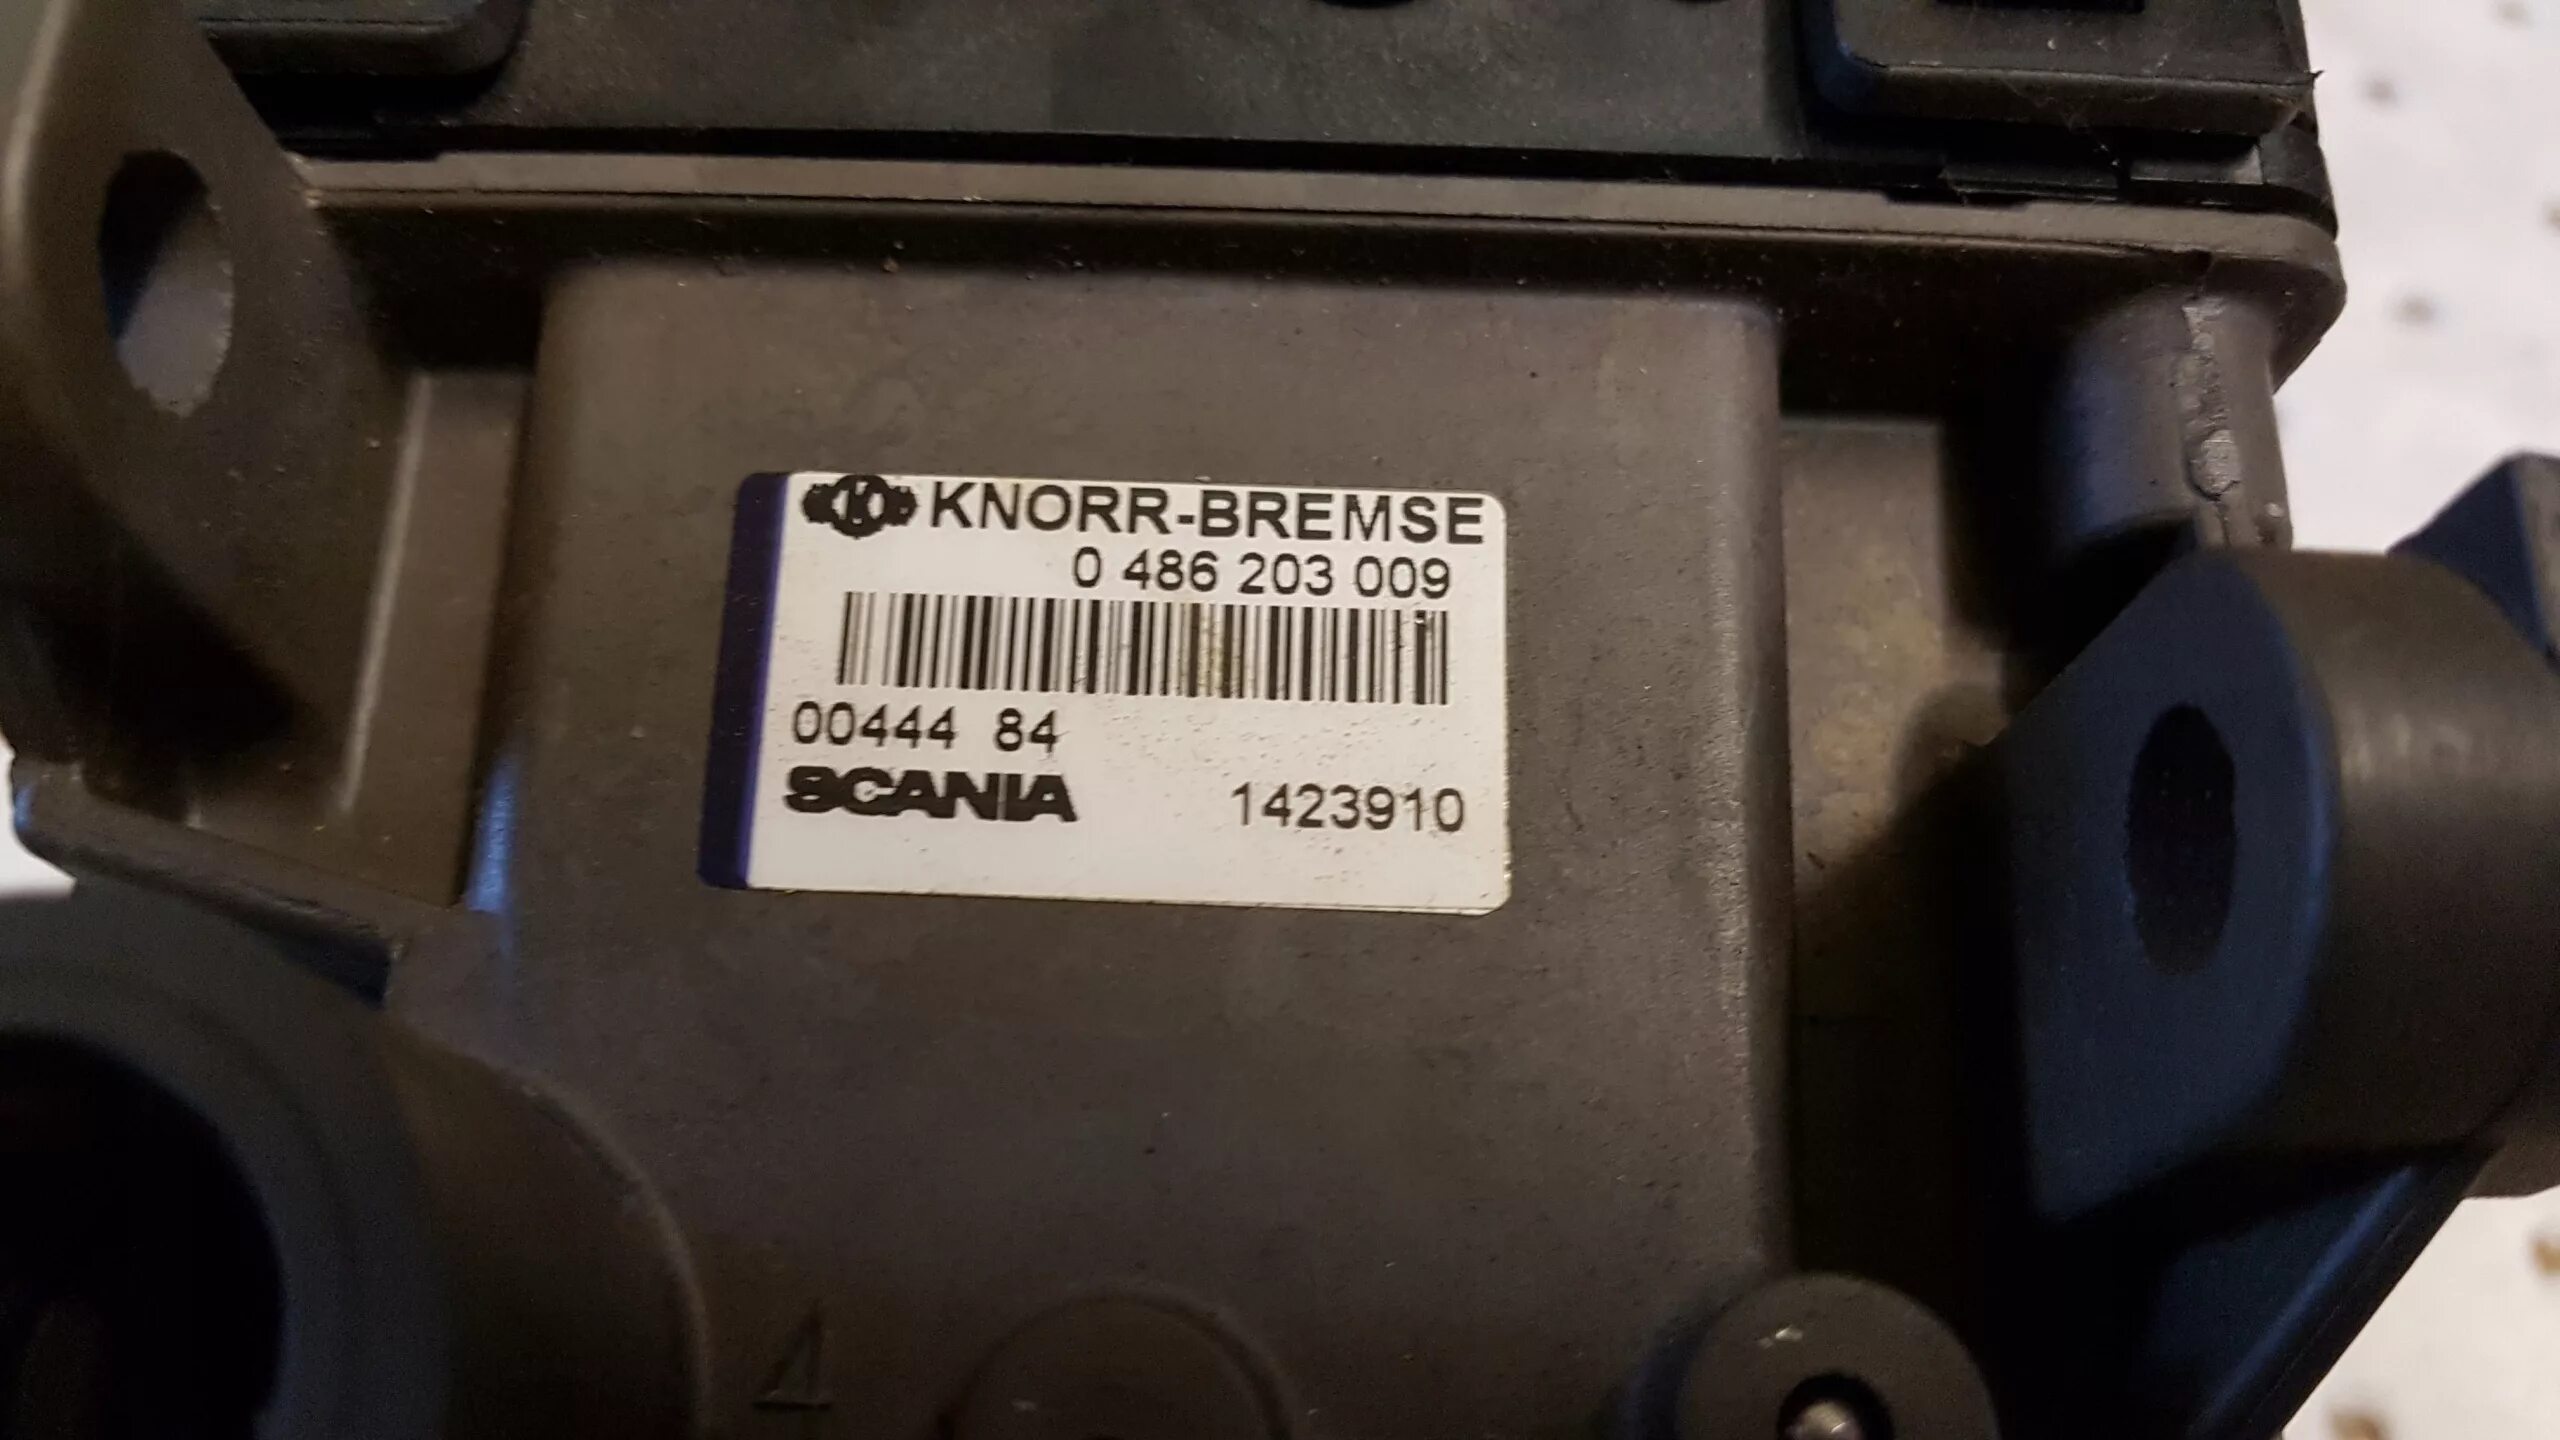 KNORR-BREMSE
0 486 203 009
00444 84
SCANIA 1423910